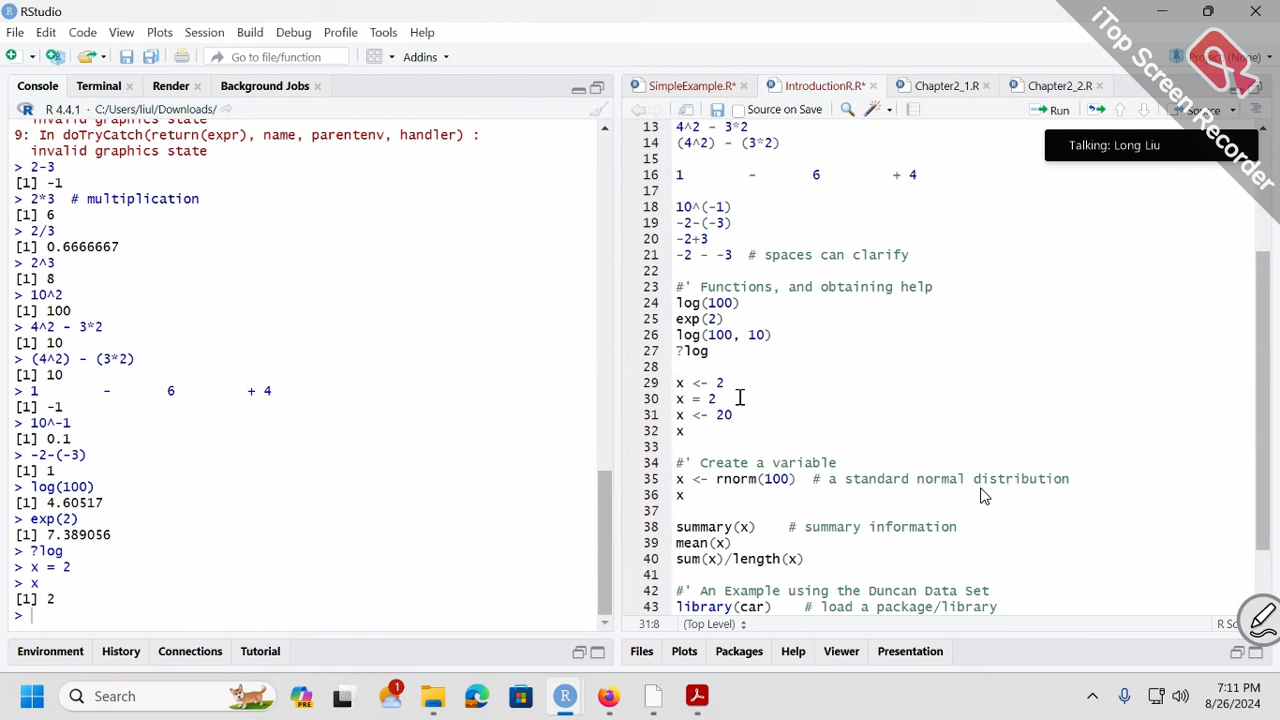 RStudio
File Edit Code View Plots Session Build Debug Profile Tools Help
Go to file/function Addins
Console Terminal Render Background Jobs
R 4.4.1 · C:/Users/liul/Downloads/
invalid graphics state
9: In doTryCatch(return(expr), name, parentenv, handler) :
invalid graphics state
> 2-3
[1] -1
> 2*3 # multiplication
[1] 6
> 2/3
[1] 0.6666667
> 2^3
[1] 8
> 10^2
[1] 100
> 4^2 - 3*2
[1] 10
> (4^2) - (3*2)
[1] 10
> 1 - 6 + 4
[1] -1
> 10^-1
[1] 0.1
> -2-(-3)
[1] 1
> log(100)
[1] 4.60517
> exp(2)
[1] 7.389056
> ?log
> x = 2
> x
[1] 2
>
Environment History Connections Tutorial
SimpleExample.R* IntroductionR.R* Chapter2_1.R Chapter2_2.R
Source on Save Run Source
13 4^2 - 3*2
14 (4^2) - (3*2)
15
16 1 - 6 + 4
17
18 10^(-1)
19 -2-(-3)
20 -2+3
21 -2 - -3 # spaces can clarify
22
23 #' Functions, and obtaining help
24 log(100)
25 exp(2)
26 log(100, 10)
27 ?log
28
29 x <- 2
30 x = 2
31 x <- 20
32 x
33
34 #' Create a variable
35 x <- rnorm(100) # a standard normal distribution
36 x
37
38 summary(x) # summary information
39 mean(x)
40 sum(x)/length(x)
41
42 #' An Example using the Duncan Data Set
43 library(car) # load a package/library
31:8 (Top Level)
Files Plots Packages Help Viewer Presentation
Talking: Long Liu
iTop Screen Recorder
Search
PRE
1
7:11 PM
8/26/2024